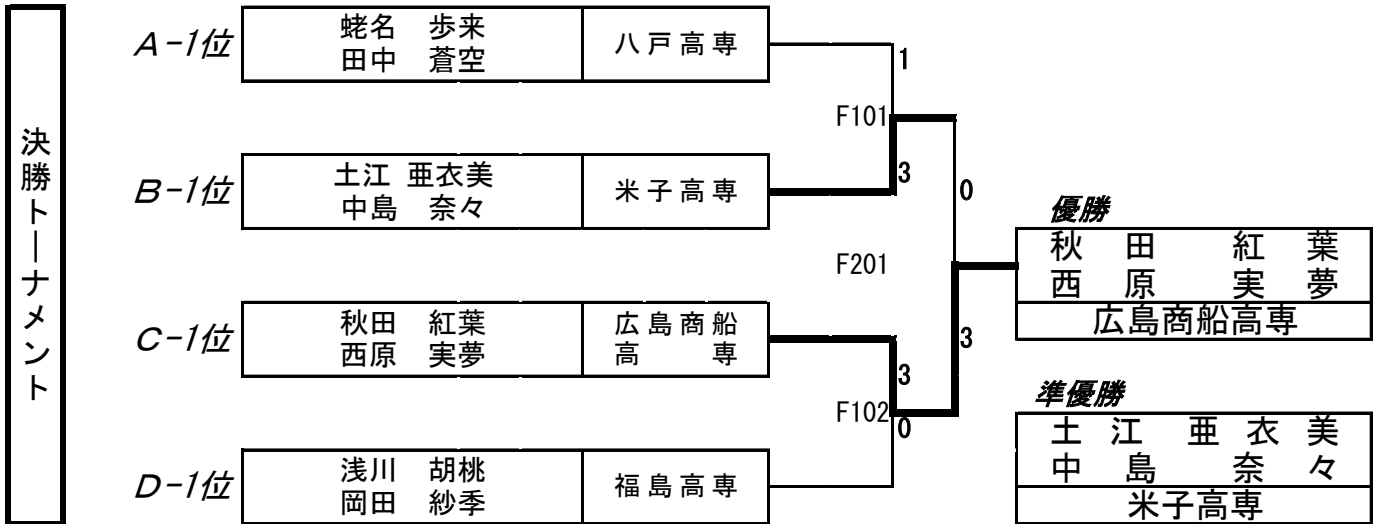 決勝トーナメント
A-1位
蛯名 歩来
田中 蒼空
八戸高専
1
F101
B-1位
土江 亜衣美
中島 奈々
米子高専
3
0
F201
C-1位
秋田 紅葉
西原 実夢
広島商船
高専
3
3
F102
0
D-1位
浅川 胡桃
岡田 紗季
福島高専
優勝
秋田 紅葉
西原 実夢
広島商船高専
準優勝
土江 亜衣美
中島 奈々
米子高専